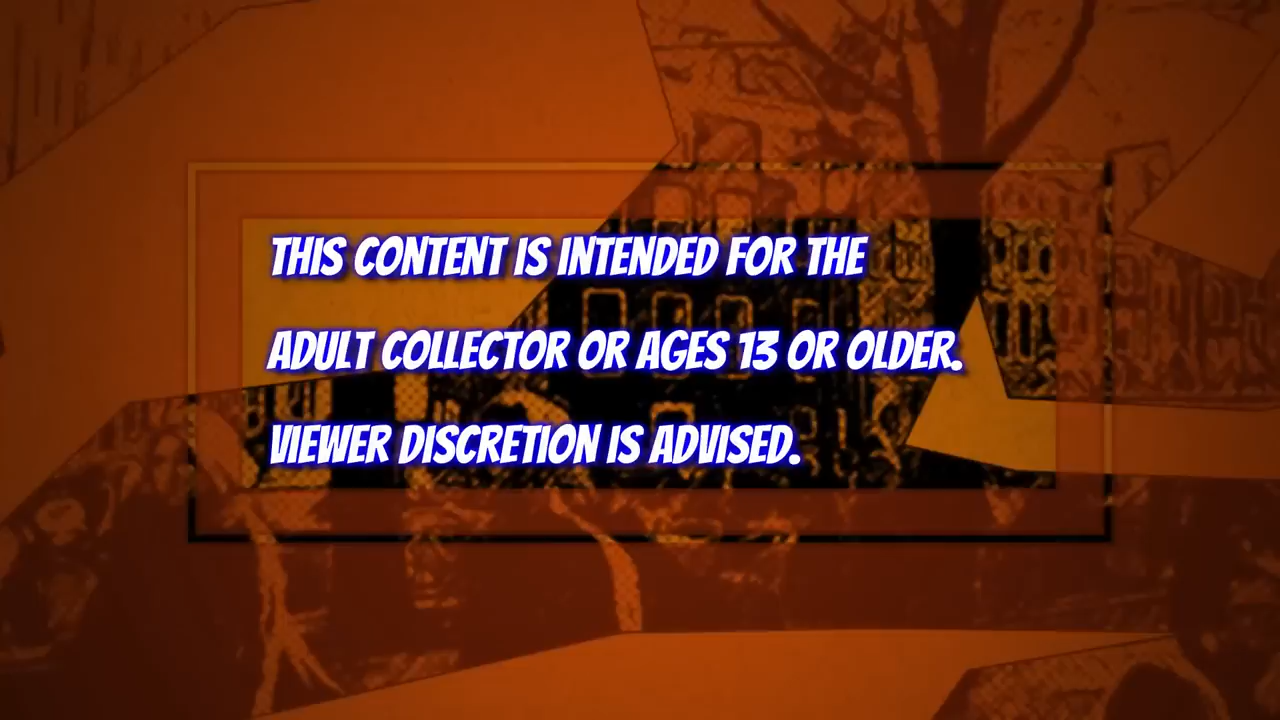 THIS CONTENT IS INTENDED FOR THE
ADULT COLLECTOR OR AGES 13 OR OLDER.
VIEWER DISCRETION IS ADVISED.